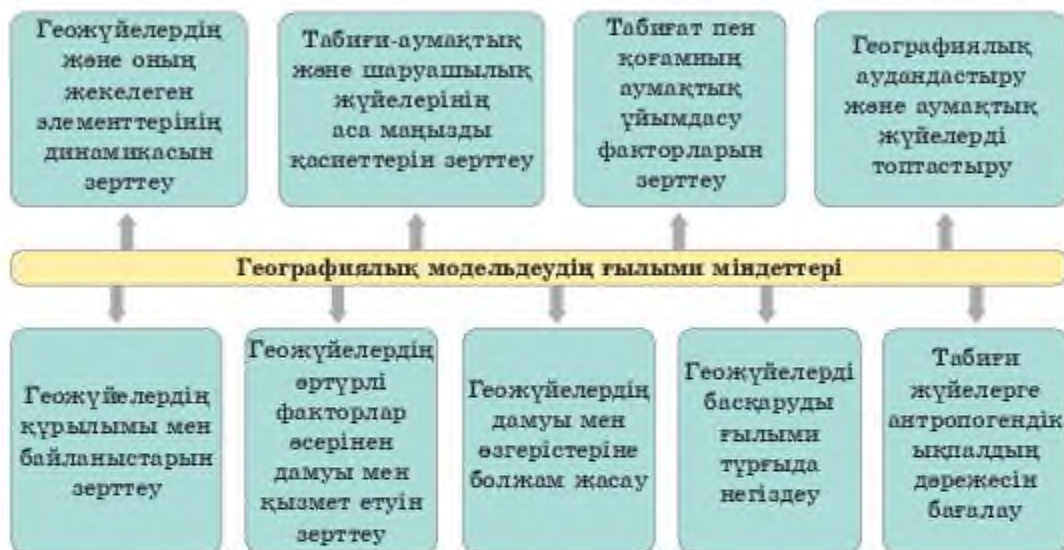 Геожүйелердің
және оның
жекелеген
элементтерінің
динамикасын
зерттеу
Табиғи-аумақтық
және шаруашылық
жүйелерінің
аса маңызды
қасиеттерін зерттеу
Табиғат пен
қоғамның
аумақтық
ұйымдасу
факторларын
зерттеу
Географиялық
аудандастыру
және аумақтық
жүйелерді
топтастыру
Географиялық модельдеудің ғылыми міндеттері
Геожүйелердің
құрылымы мен
байланыстарын
зерттеу
Геожүйелердің
әртүрлі
факторлар
әсерінен
дамуы мен
қызмет етуін
зерттеу
Геожүйелердің
дамуы мен
өзгерістеріне
болжам жасау
Геожүйелерді
басқаруды
ғылыми
тұрғыда
негіздеу
Табиғи
жүйелерге
антропогендік
ықпалдың
дәрежесін
бағалау